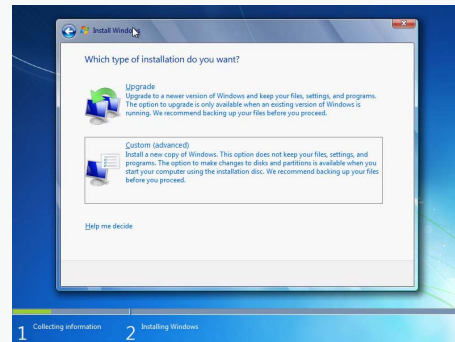 Install Windows
Which type of installation do you want?
Upgrade
Upgrade to a newer version of Windows and keep your files, settings, and programs.
The option to upgrade is only available when an existing version of Windows is
running. We recommend backing up your files before you proceed.
Custom (advanced)
Install a new copy of Windows. This option does not keep your files, settings, and
programs. The option to make changes to disks and partitions is available when you
start your computer using the installation disc. We recommend backing up your files
before you proceed.
Help me decide
1 Collecting information 2 Installing Windows